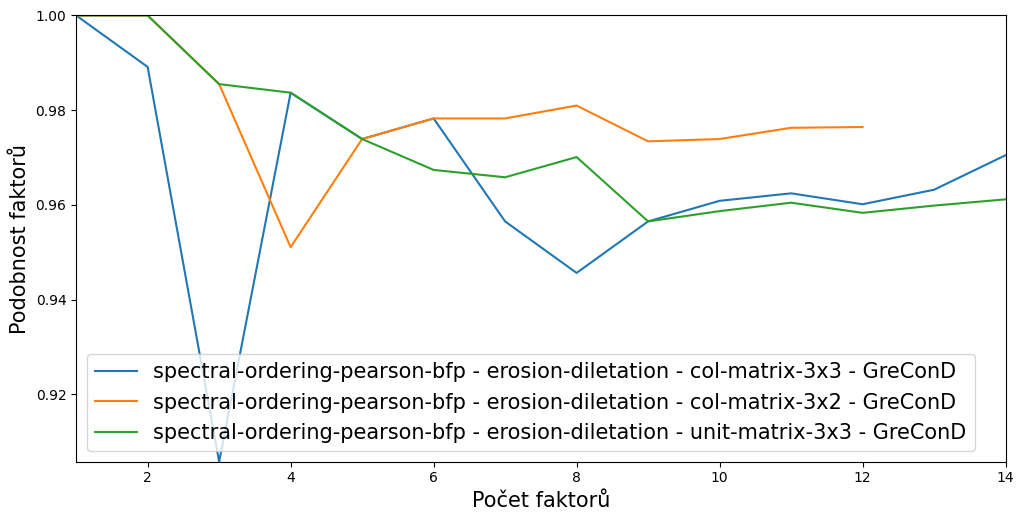 1.00
0.98
0.96
0.94
0.92
Podobnost faktorů
spectral-ordering-pearson-bfp - erosion-diletation - col-matrix-3x3 - GreConD
spectral-ordering-pearson-bfp - erosion-diletation - col-matrix-3x2 - GreConD
spectral-ordering-pearson-bfp - erosion-diletation - unit-matrix-3x3 - GreConD
2 4 6 8 10 12 14
Počet faktorů